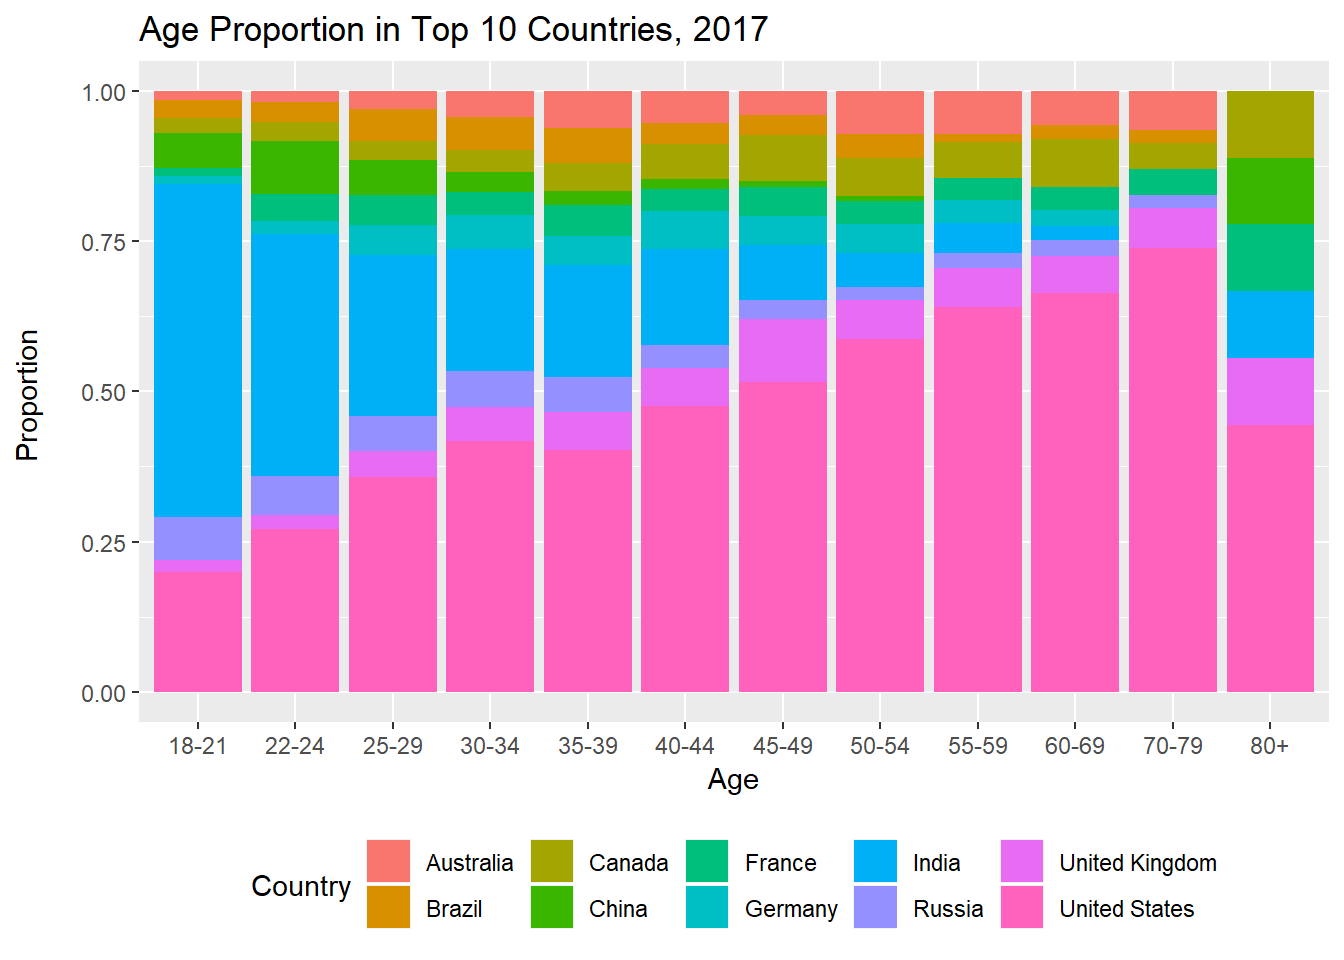 Age Proportion in Top 10 Countries, 2017
1.00
0.75
0.50
0.25
0.00
Proportion
18-21 22-24 25-29 30-34 35-39 40-44 45-49 50-54 55-59 60-69 70-79 80+
Age
Country
Australia Canada France India United Kingdom
Brazil China Germany Russia United States